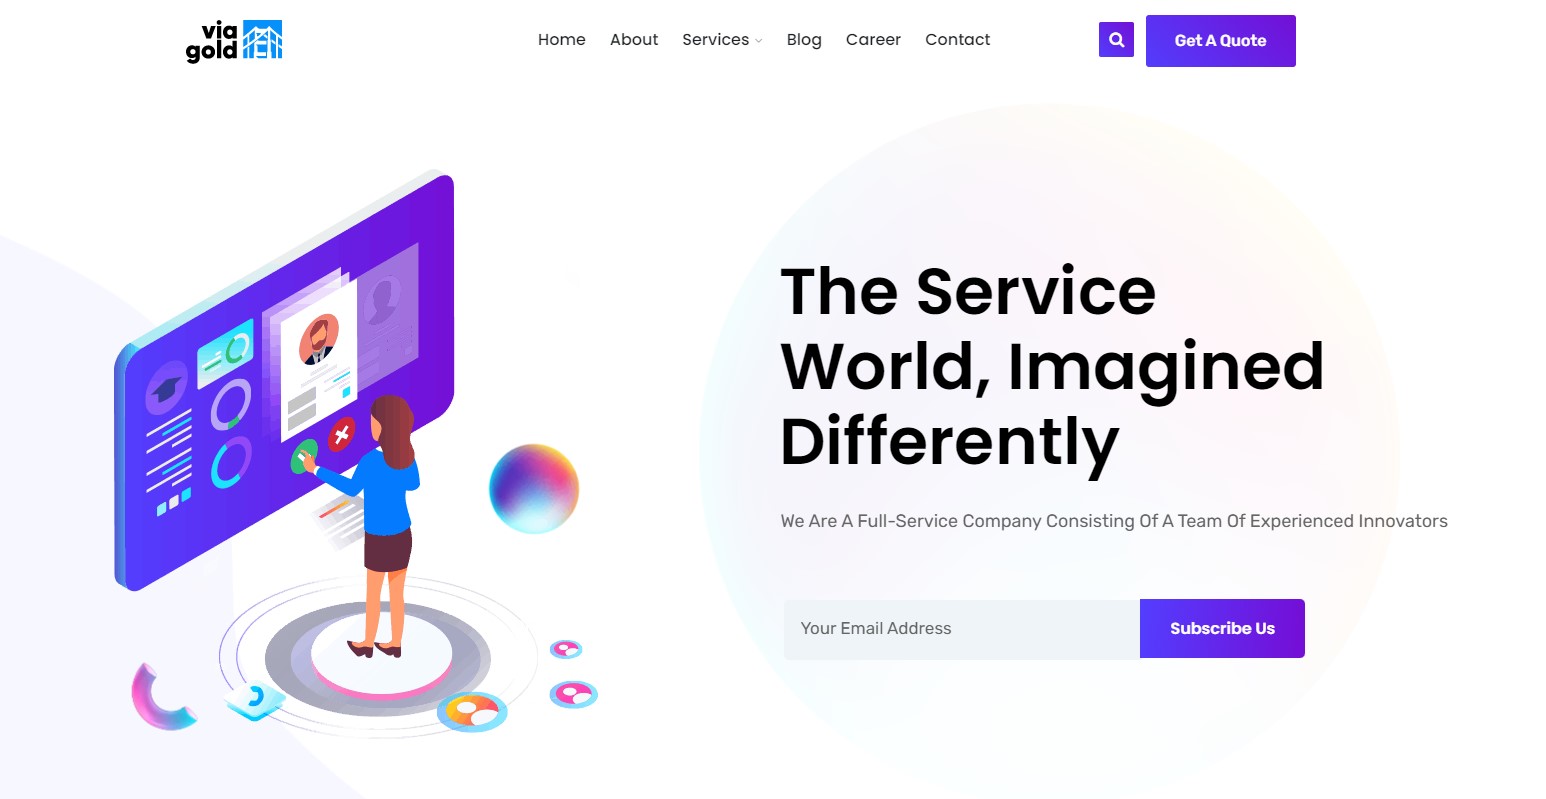 via
gold
Home About Services Blog Career Contact
Get A Quote
The Service
World, Imagined
Differently
We Are A Full-Service Company Consisting Of A Team Of Experienced Innovators
Your Email Address
Subscribe Us